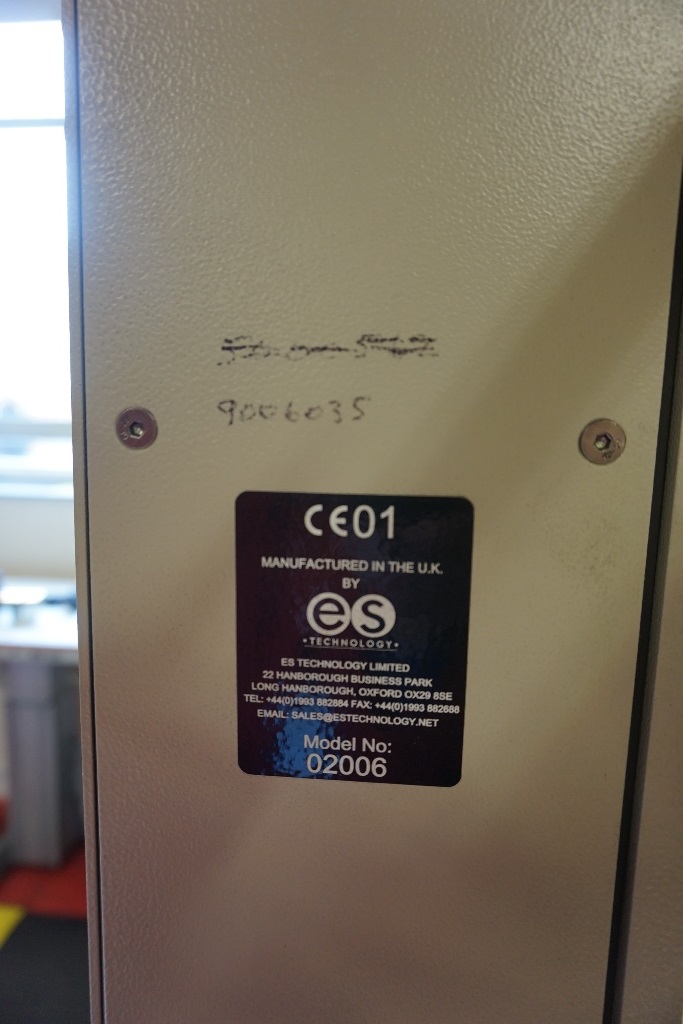 9006035
CE01
MANUFACTURED IN THE U.K.
BY
es
•TECHNOLOGY•
ES TECHNOLOGY LIMITED
22 HANBOROUGH BUSINESS PARK
LONG HANBOROUGH, OXFORD OX29 8SE
TEL: +44(0)1993 882884 FAX: +44(0)1993 882688
EMAIL: SALES@ESTECHNOLOGY.NET
Model No:
02006